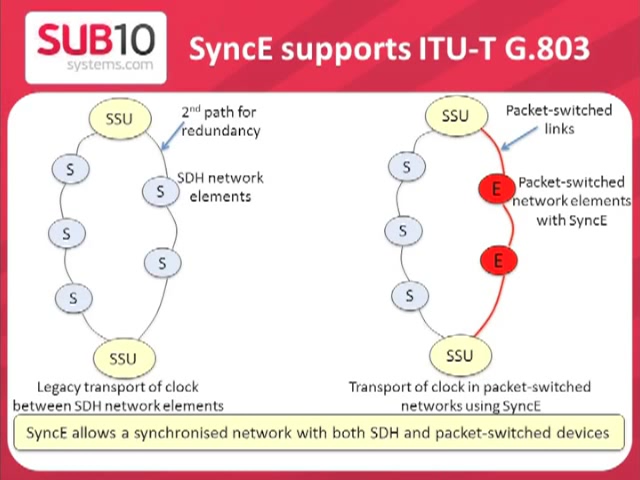 SUB10
systems.com
SyncE supports ITU-T G.803
SSU
2nd path for
redundancy
S
S
SDH network
elements
S
S
S
SSU
Legacy transport of clock
between SDH network elements
SSU
Packet-switched
links
S
E
Packet-switched
network elements
with SyncE
S
E
S
SSU
Transport of clock in packet-switched
networks using SyncE
SyncE allows a synchronised network with both SDH and packet-switched devices